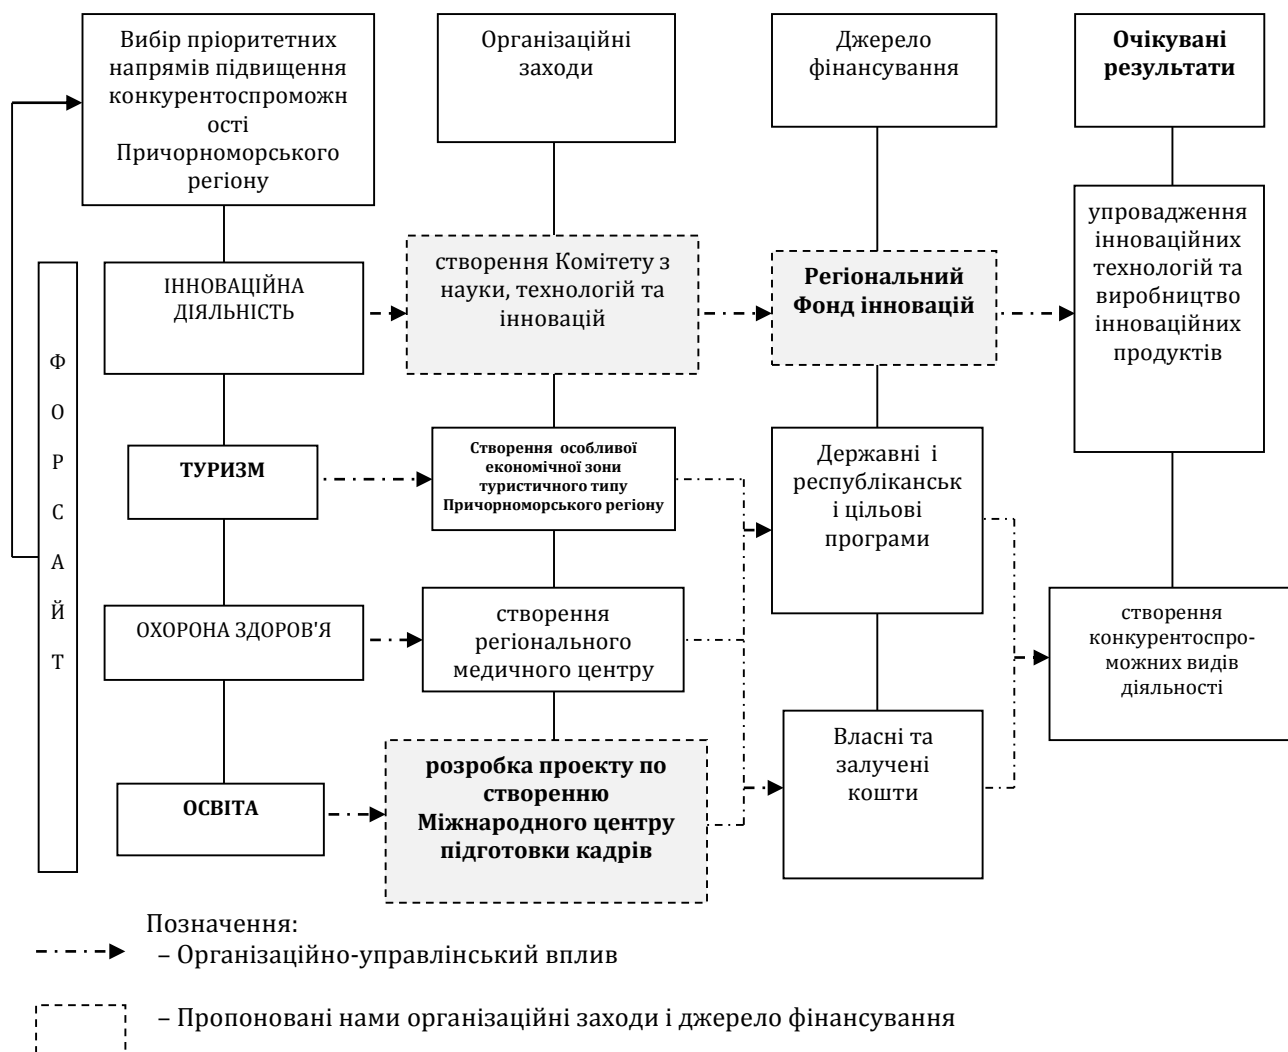 Вибір пріоритетних
напрямів підвищення
конкурентоспроможн
ості
Причорноморського
регіону
Організаційні
заходи
Джерело
фінансування
Очікувані
результати
ФОРСАЙТ
ІННОВАЦІЙНА
ДІЯЛЬНІСТЬ
створення Комітету з
науки, технологій та
інновацій
Регіональний
Фонд інновацій
упровадження
інноваційних
технологій та
виробництво
інноваційних
продуктів
ТУРИЗМ
Створення особливої
економічної зони
туристичного типу
Причорноморського регіону
Державні і
республіканськ
і цільові
програми
ОХОРОНА ЗДОРОВ'Я
створення
регіонального
медичного центру
створення
конкурентоспро-
можних видів
діяльності
ОСВІТА
розробка проекту по
створенню
Міжнародного центру
підготовки кадрів
Власні та
залучені
кошти
Позначення:
– Організаційно-управлінський вплив
– Пропоновані нами організаційні заходи і джерело фінансування